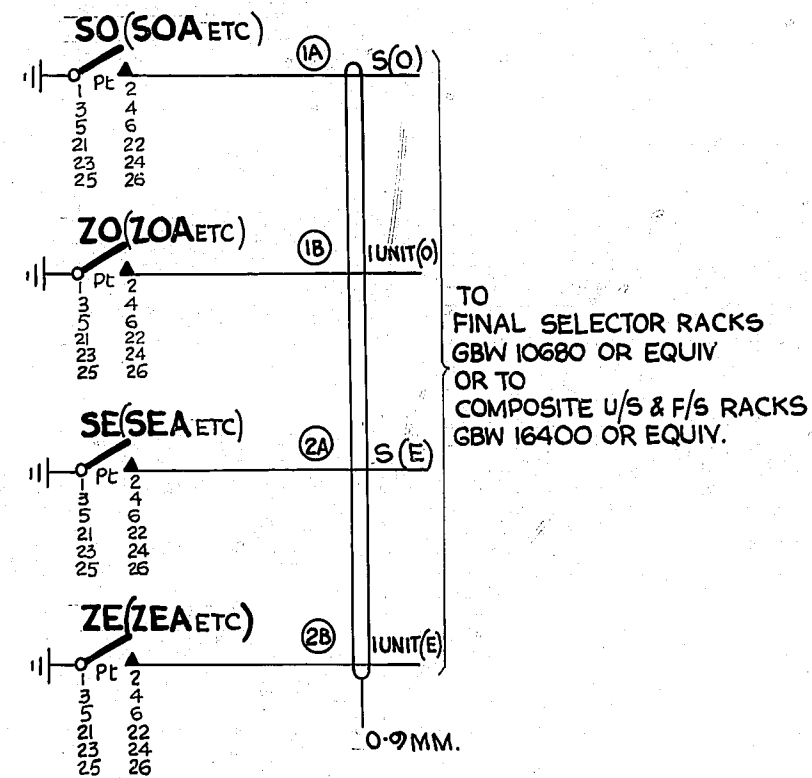 SO(SOA ETC)
1A S(O)
Pt
1 2
3 4
5 6
21 22
23 24
25 26
ZO(ZOA ETC)
1B 1UNIT(O)
Pt
1 2
3 4
5 6
21 22
23 24
25 26
TO
FINAL SELECTOR RACKS
GBW 10680 OR EQUIV
OR TO
COMPOSITE U/S & F/S RACKS
GBW 16400 OR EQUIV.
SE(SEA ETC)
2A S(E)
Pt
1 2
3 4
5 6
21 22
23 24
25 26
ZE(ZEA ETC)
2B 1UNIT(E)
Pt
1 2
3 4
5 6
21 22
23 24
25 26
0·9MM.